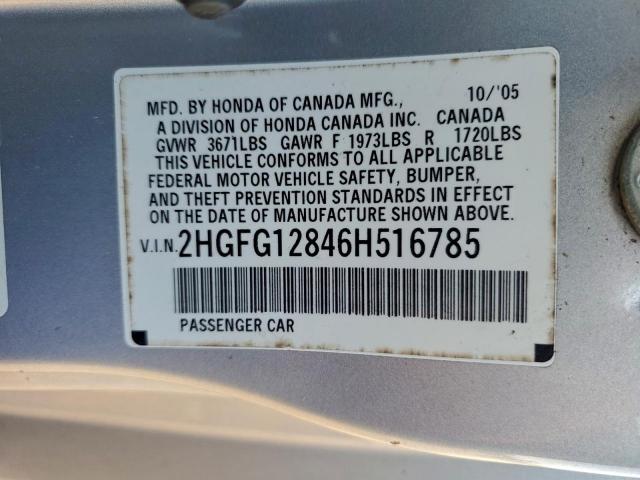 MFD. BY HONDA OF CANADA MFG., 10/'05
A DIVISION OF HONDA CANADA INC. CANADA
GVWR 3671LBS GAWR F 1973LBS R 1720LBS
THIS VEHICLE CONFORMS TO ALL APPLICABLE
FEDERAL MOTOR VEHICLE SAFETY, BUMPER,
AND THEFT PREVENTION STANDARDS IN EFFECT
ON THE DATE OF MANUFACTURE SHOWN ABOVE.
V.I.N. 2HGFG12846H516785
PASSENGER CAR